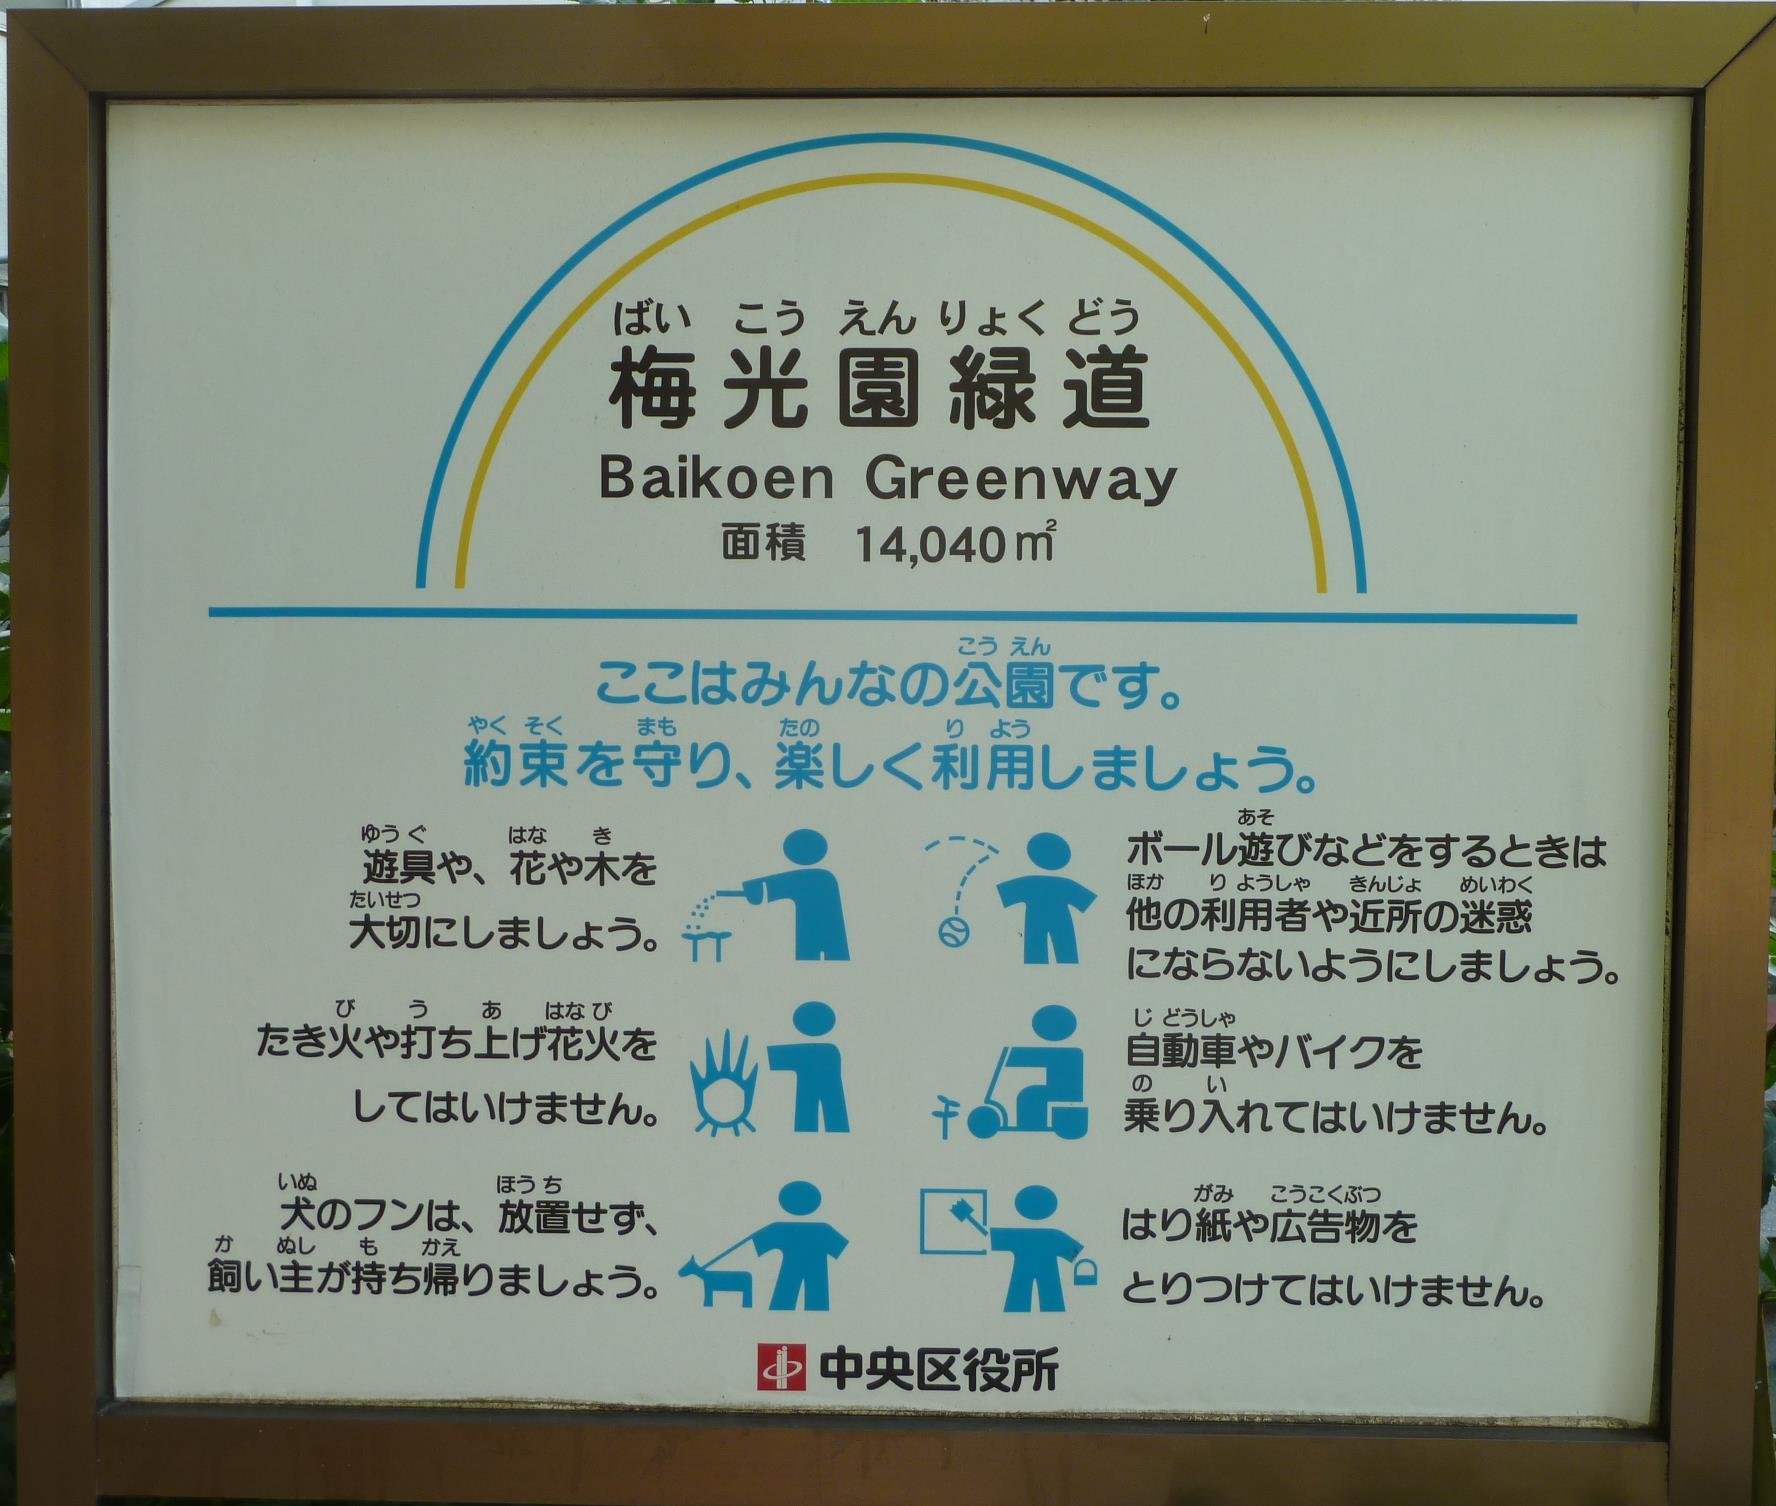 ばい こう えん りょく どう
梅光園緑道
Baikoen Greenway
面積 14,040㎡
こう えん
ここはみんなの公園です。
やく そく まも たの り よう
約束を守り、楽しく利用しましょう。
ゆう ぐ はな き
遊具や、花や木を
たいせつ
大切にしましょう。
あそ
ボール遊びなどをするときは
ほか り ようしゃ きんじょ めいわく
他の利用者や近所の迷惑
にならないようにしましょう。
び う あ はな び
たき火や打ち上げ花火を
してはいけません。
じ どうしゃ
自動車やバイクを
の い
乗り入れてはいけません。
いぬ ほう ち
犬のフンは、放置せず、
か ぬし も かえ
飼い主が持ち帰りましょう。
がみ こうこくぶつ
はり紙や広告物を
とりつけてはいけません。
中央区役所